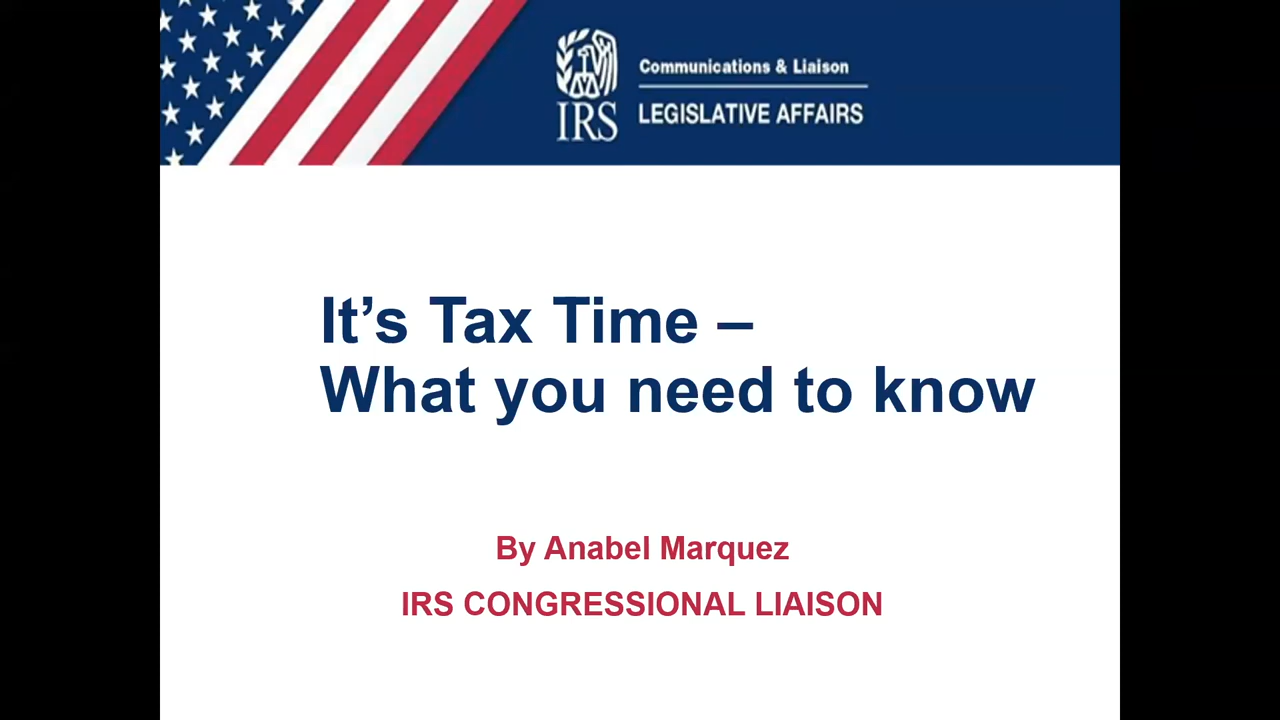 Communications & Liaison
IRS
LEGISLATIVE AFFAIRS
It’s Tax Time –
What you need to know
By Anabel Marquez
IRS CONGRESSIONAL LIAISON